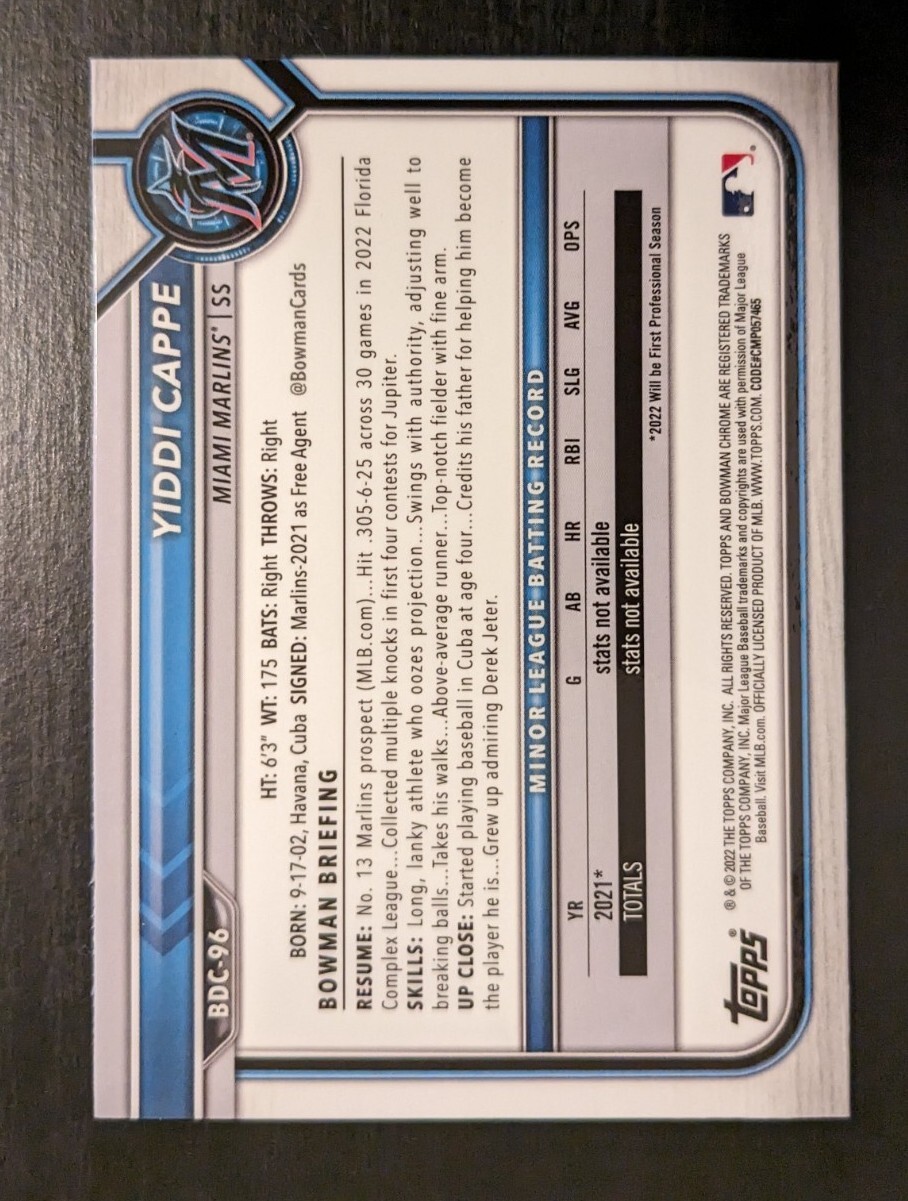 BDC-96
YIDDI CAPPE
MIAMI MARLINS® | SS
HT: 6'3" WT: 175 BATS: Right THROWS: Right
BORN: 9-17-02, Havana, Cuba SIGNED: Marlins-2021 as Free Agent @BowmanCards
BOWMAN BRIEFING
RESUME: No. 13 Marlins prospect (MLB.com)...Hit .305-6-25 across 30 games in 2022 Florida
Complex League...Collected multiple knocks in first four contests for Jupiter.
SKILLS: Long, lanky athlete who oozes projection...Swings with authority, adjusting well to
breaking balls...Takes his walks...Above-average runner...Top-notch fielder with fine arm.
UP CLOSE: Started playing baseball in Cuba at age four...Credits his father for helping him become
the player he is...Grew up admiring Derek Jeter.
MINOR LEAGUE BATTING RECORD
YR G AB HR RBI SLG AVG OPS
2021* stats not available
TOTALS stats not available
*2022 Will be First Professional Season
topps®
® & © 2022 THE TOPPS COMPANY, INC. ALL RIGHTS RESERVED. TOPPS AND BOWMAN CHROME ARE REGISTERED TRADEMARKS
OF THE TOPPS COMPANY, INC. Major League Baseball trademarks and copyrights are used with permission of Major League
Baseball. Visit MLB.com. OFFICIALLY LICENSED PRODUCT OF MLB. WWW.TOPPS.COM. CODE#CMP057465